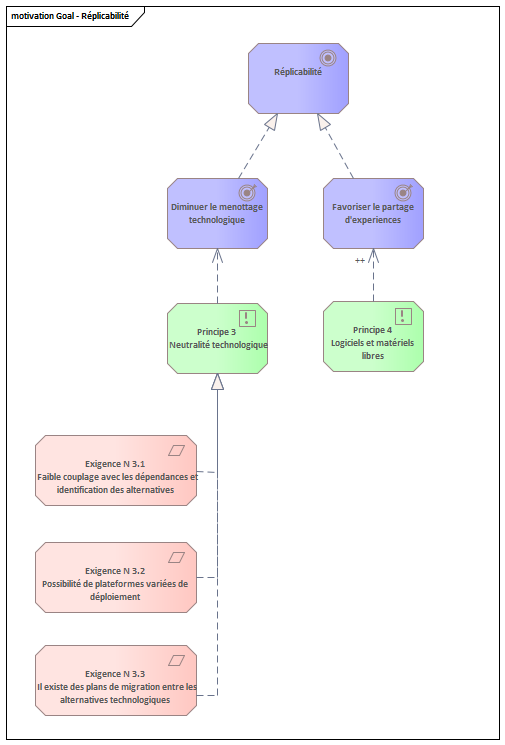 motivation Goal - Réplicabilité
Réplicabilité
Diminuer le menottage
technologique
Favoriser le partage
d'experiences
++
Principe 3
Neutralité technologique
Principe 4
Logiciels et matériels
libres
Exigence N 3.1
Faible couplage avec les dépendances et
identification des alternatives
Exigence N 3.2
Possibilité de plateformes variées de
déploiement
Exigence N 3.3
Il existe des plans de migration entre les
alternatives technologiques